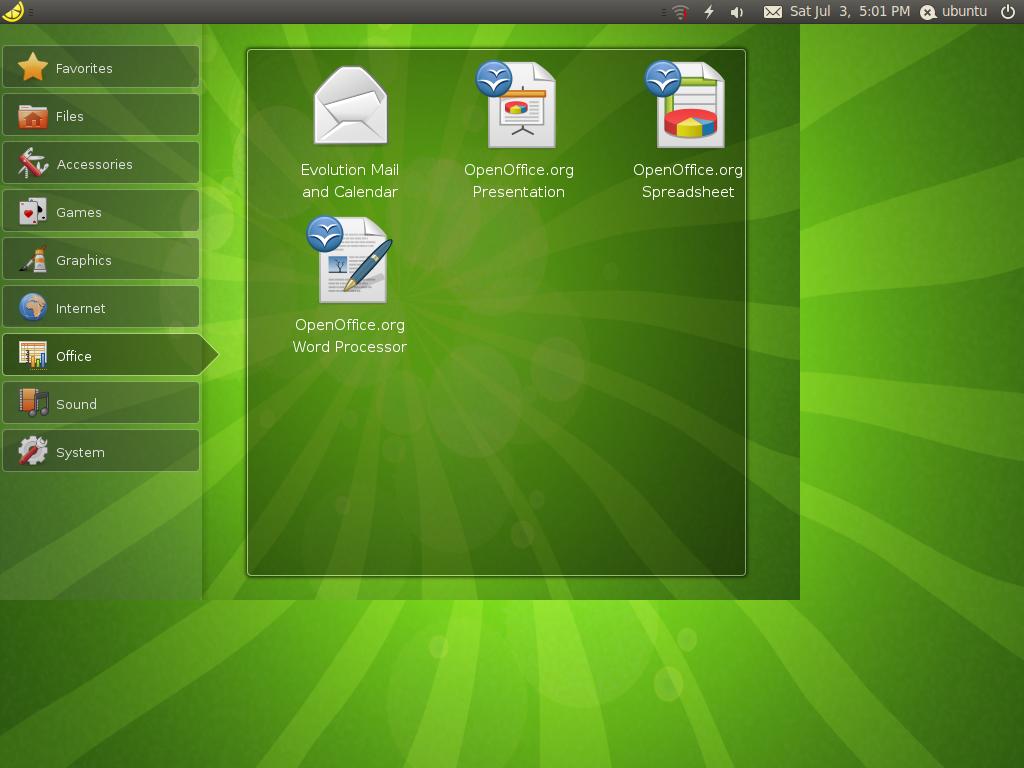 Sat Jul 3, 5:01 PM ubuntu
Favorites
Files
Accessories
Games
Graphics
Internet
Office
Sound
System
Evolution Mail
and Calendar
OpenOffice.org
Presentation
OpenOffice.org
Spreadsheet
OpenOffice.org
Word Processor